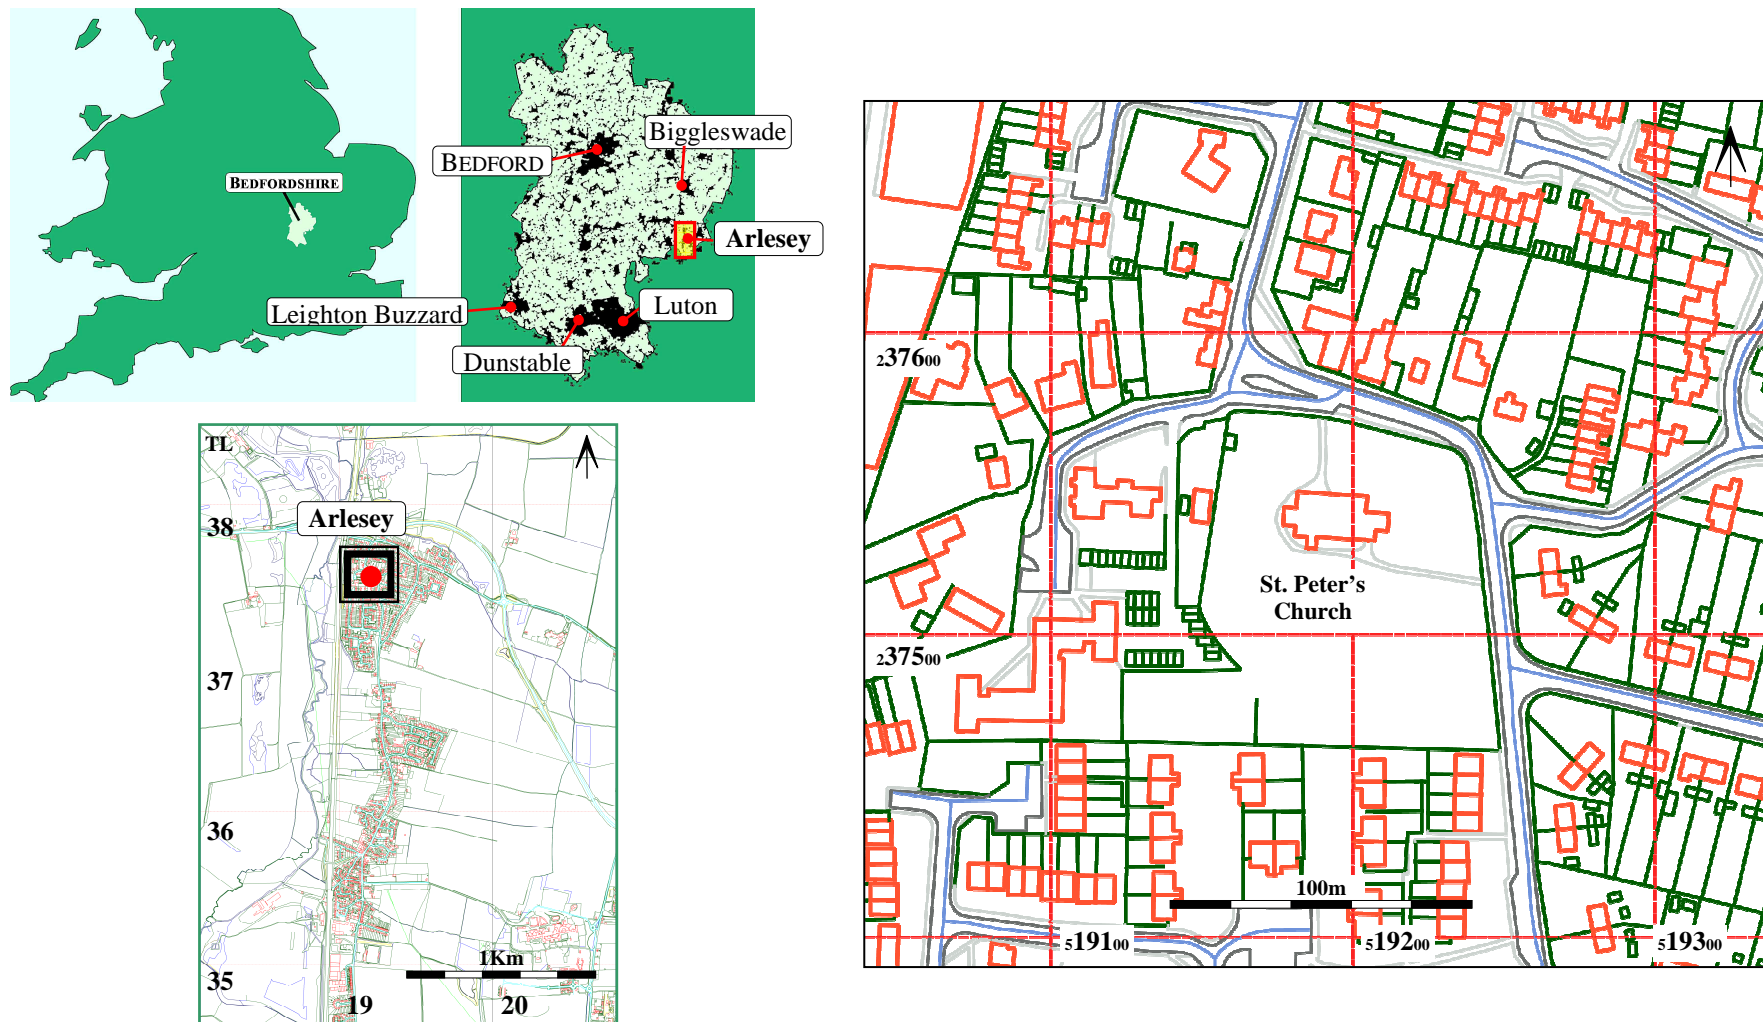 BEDFORDSHIRE
Biggleswade
BEDFORD
Arlesey
Leighton Buzzard
Luton
Dunstable
TL
Arlesey
38
37
36
35
1Km
19
20
237600
237500
St. Peter's
Church
100m
519100
519200
519300